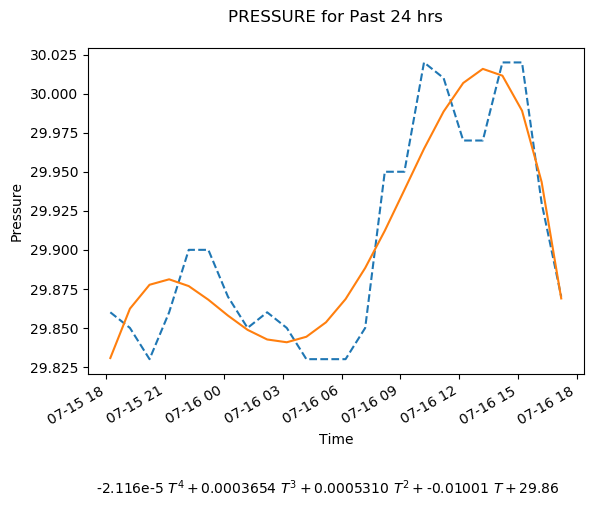 PRESSURE for Past 24 hrs
30.025
30.000
29.975
29.950
29.925
29.900
29.875
29.850
29.825
Pressure
07-15 18 07-15 21 07-16 00 07-16 03 07-16 06 07-16 09 07-16 12 07-16 15 07-16 18
Time
-2.116e-5 T⁴ + 0.0003654 T³ + 0.0005310 T² + -0.01001 T + 29.86